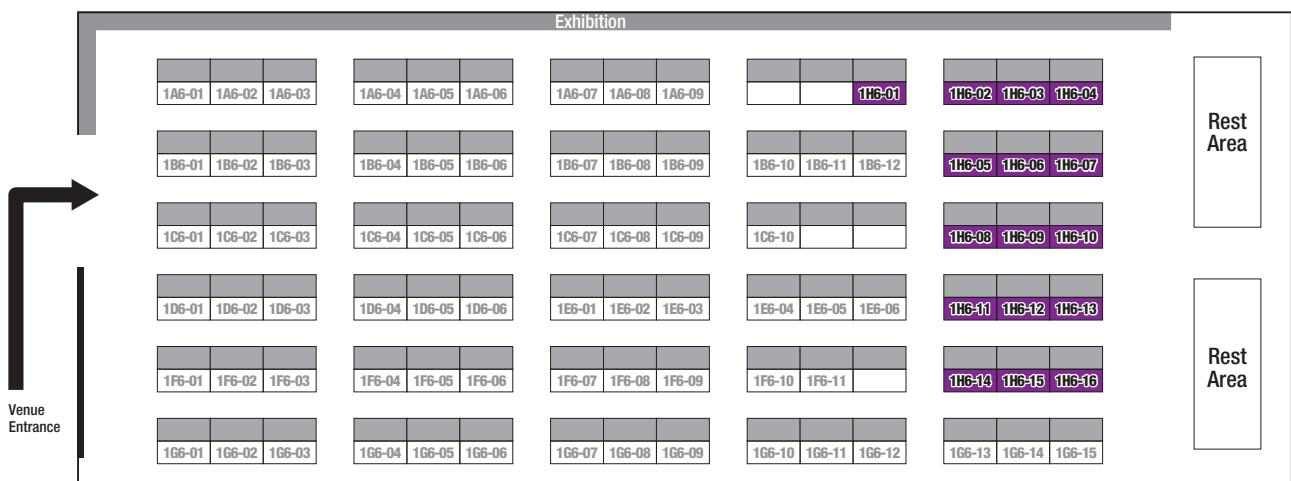 Exhibition
1A6-01 1A6-02 1A6-03 1A6-04 1A6-05 1A6-06 1A6-07 1A6-08 1A6-09 1H6-01 1H6-02 1H6-03 1H6-04
Rest
Area
1B6-01 1B6-02 1B6-03 1B6-04 1B6-05 1B6-06 1B6-07 1B6-08 1B6-09 1B6-10 1B6-11 1B6-12 1H6-05 1H6-06 1H6-07
1C6-01 1C6-02 1C6-03 1C6-04 1C6-05 1C6-06 1C6-07 1C6-08 1C6-09 1C6-10 1H6-08 1H6-09 1H6-10
1D6-01 1D6-02 1D6-03 1D6-04 1D6-05 1D6-06 1E6-01 1E6-02 1E6-03 1E6-04 1E6-05 1E6-06 1H6-11 1H6-12 1H6-13
Rest
Area
1F6-01 1F6-02 1F6-03 1F6-04 1F6-05 1F6-06 1F6-07 1F6-08 1F6-09 1F6-10 1F6-11 1H6-14 1H6-15 1H6-16
Venue
Entrance
1G6-01 1G6-02 1G6-03 1G6-04 1G6-05 1G6-06 1G6-07 1G6-08 1G6-09 1G6-10 1G6-11 1G6-12 1G6-13 1G6-14 1G6-15